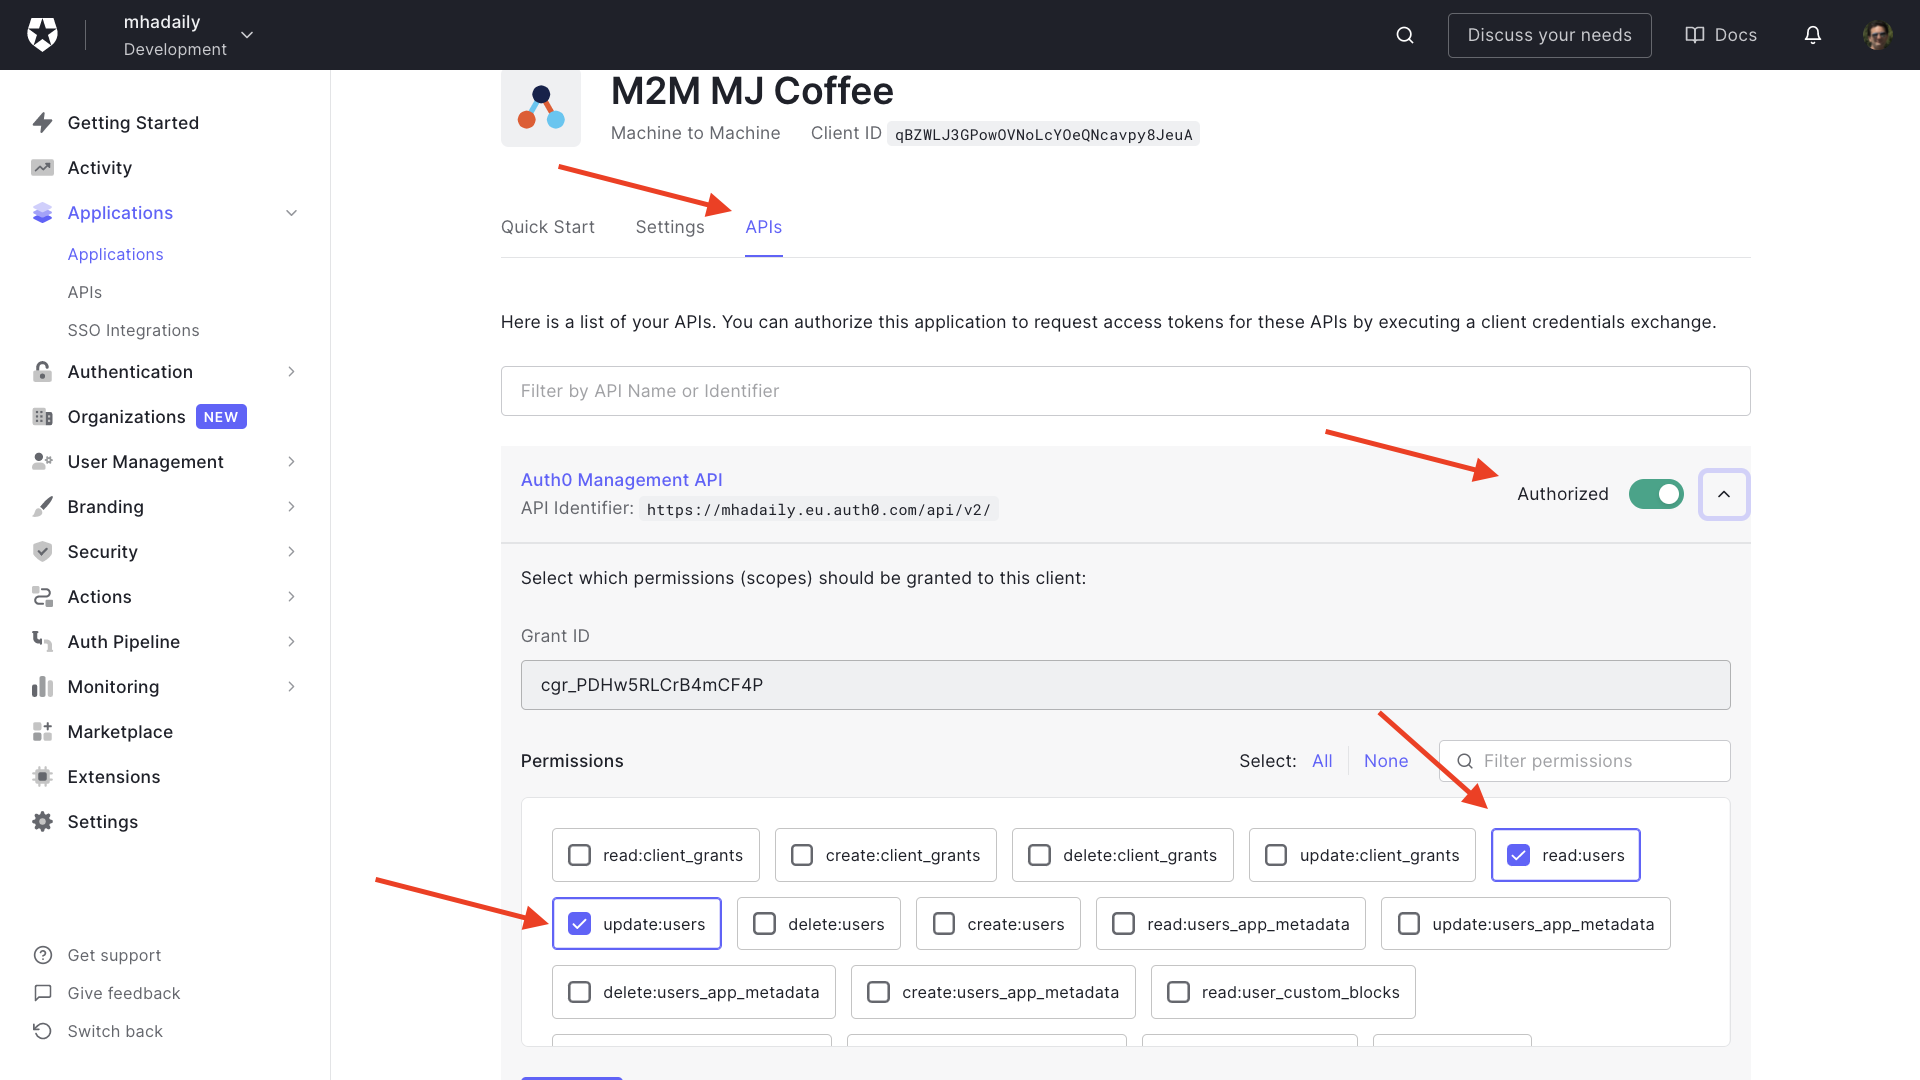 mhadaily
Development
Discuss your needs
Docs
Getting Started
Activity
Applications
Applications
APIs
SSO Integrations
Authentication
Organizations NEW
User Management
Branding
Security
Actions
Auth Pipeline
Monitoring
Marketplace
Extensions
Settings
Get support
Give feedback
Switch back
M2M MJ Coffee
Machine to Machine Client ID qBZWLJ3GPowOVNoLcYOeQNcavpy8JeuA
Quick Start Settings APIs
Here is a list of your APIs. You can authorize this application to request access tokens for these APIs by executing a client credentials exchange.
Filter by API Name or Identifier
Auth0 Management API
API Identifier: https://mhadaily.eu.auth0.com/api/v2/
Authorized
Select which permissions (scopes) should be granted to this client:
Grant ID
cgr_PDHw5RLCrB4mCF4P
Permissions Select: All None Filter permissions
read:client_grants create:client_grants delete:client_grants update:client_grants read:users
update:users delete:users create:users read:users_app_metadata update:users_app_metadata
delete:users_app_metadata create:users_app_metadata read:user_custom_blocks